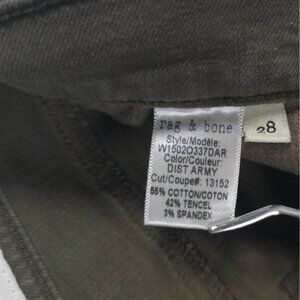 rag & bone
Style/Modèle:
W1502O337DAR
Color/Couleur:
DIST ARMY
Cut/Coupe#: 13152
55% COTTON/COTON
42% TENCEL
3% SPANDEX
28